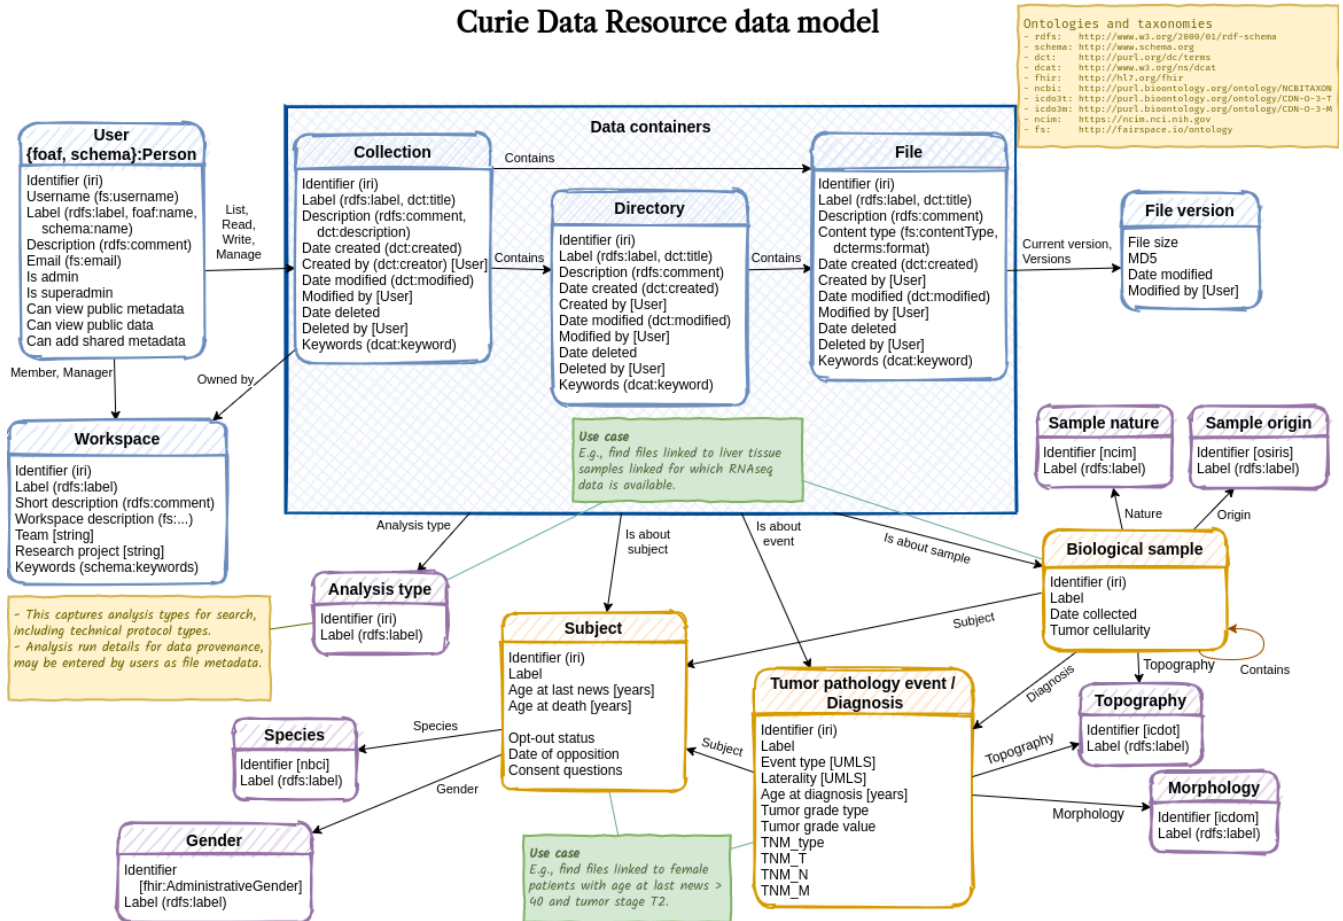 Curie Data Resource data model
Ontologies and taxonomies
- rdfs: http://www.w3.org/2000/01/rdf-schema
- schema: http://www.schema.org
- dct: http://purl.org/dc/terms
- dcat: http://www.w3.org/ns/dcat
- fhir: http://hl7.org/fhir
- ncbi: http://purl.bioontology.org/ontology/NCBITAXON
- icdo3t: http://purl.bioontology.org/ontology/CDN-O-3-T
- icdo3m: http://purl.bioontology.org/ontology/CDN-O-3-M
- ncim: https://ncim.nci.nih.gov
- fs: http://fairspace.io/ontology
User
{foaf, schema}:Person
Identifier (iri)
Username (fs:username)
Label (rdfs:label, foaf:name,
schema:name)
Description (rdfs:comment)
Email (fs:email)
Is admin
Is superadmin
Can view public metadata
Can view public data
Can add shared metadata
List,
Read,
Write,
Manage
Member, Manager
Owned by
Data containers
Collection
Identifier (iri)
Label (rdfs:label, dct:title)
Description (rdfs:comment,
dct:description)
Date created (dct:created)
Created by (dct:creator) [User]
Date modified (dct:modified)
Modified by [User]
Date deleted
Deleted by [User]
Keywords (dcat:keyword)
Contains
Contains
Directory
Identifier (iri)
Label (rdfs:label, dct:title)
Description (rdfs:comment)
Date created (dct:created)
Created by [User]
Date modified (dct:modified)
Modified by [User]
Date deleted
Deleted by [User]
Keywords (dcat:keyword)
Contains
File
Identifier (iri)
Label (rdfs:label, dct:title)
Description (rdfs:comment)
Content type (fs:contentType,
dcterms:format)
Date created (dct:created)
Created by [User]
Date modified (dct:modified)
Modified by [User]
Date deleted
Deleted by [User]
Keywords (dcat:keyword)
Current version,
Versions
File version
File size
MD5
Date modified
Modified by [User]
Workspace
Identifier (iri)
Label (rdfs:label)
Short description (rdfs:comment)
Workspace description (fs:...)
Team [string]
Research project [string]
Keywords (schema:keywords)
Use case
E.g., find files linked to liver tissue
samples linked for which RNAseq
data is available.
Sample nature
Identifier [ncim]
Label (rdfs:label)
Sample origin
Identifier [osiris]
Label (rdfs:label)
Nature
Origin
Analysis type
Is about
subject
Is about
event
Is about sample
Biological sample
Identifier (iri)
Label
Date collected
Tumor cellularity
Contains
Analysis type
Identifier (iri)
Label (rdfs:label)
- This captures analysis types for search,
including technical protocol types.
- Analysis run details for data provenance,
may be entered by users as file metadata.
Subject
Identifier (iri)
Label
Age at last news [years]
Age at death [years]
Opt-out status
Date of opposition
Consent questions
Subject
Diagnosis
Topography
Tumor pathology event /
Diagnosis
Identifier (iri)
Label
Event type [UMLS]
Laterality [UMLS]
Age at diagnosis [years]
Tumor grade type
Tumor grade value
TNM_type
TNM_T
TNM_N
TNM_M
Subject
Topography
Morphology
Topography
Identifier [icdot]
Label (rdfs:label)
Morphology
Identifier [icdom]
Label (rdfs:label)
Species
Gender
Species
Identifier [nbci]
Label (rdfs:label)
Gender
Identifier
[fhir:AdministrativeGender]
Label (rdfs:label)
Use case
E.g., find files linked to female
patients with age at last news >
40 and tumor stage T2.